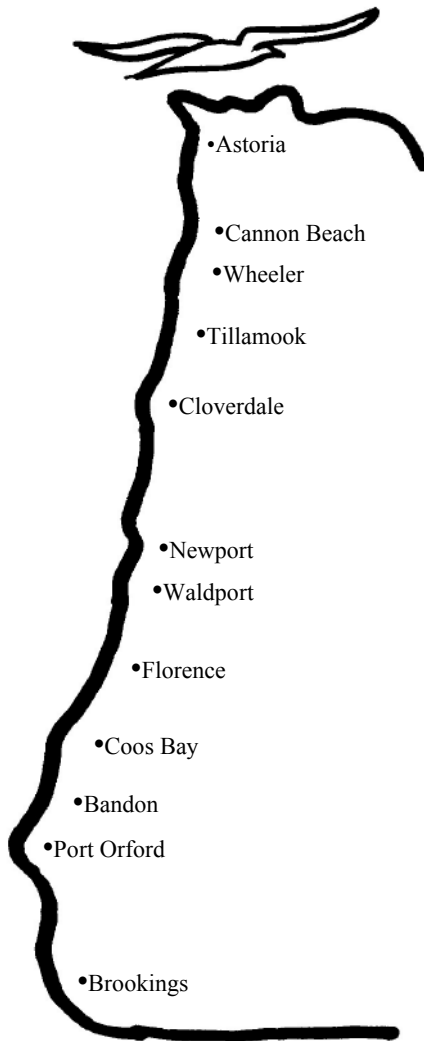 •Astoria
•Cannon Beach
•Wheeler
•Tillamook
•Cloverdale
•Newport
•Waldport
•Florence
•Coos Bay
•Bandon
•Port Orford
•Brookings